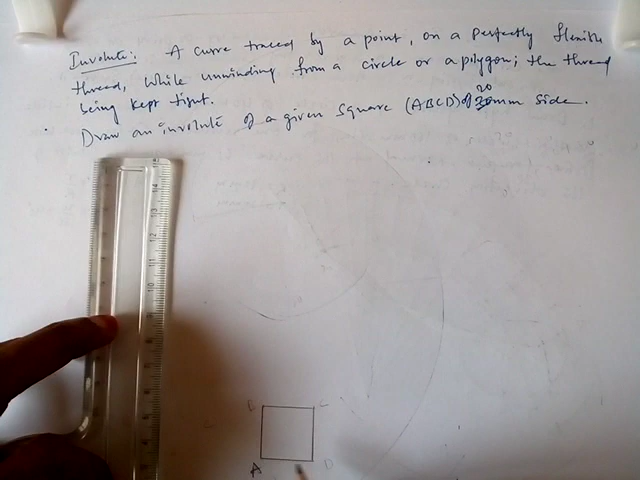 Involute: A curve traced by a point, on a perfectly flexible
thread, while unwinding from a circle or a polygon; the thread
being kept tight.
Draw an involute of a given Square (ABCD) of 20mm side.
B C
A D